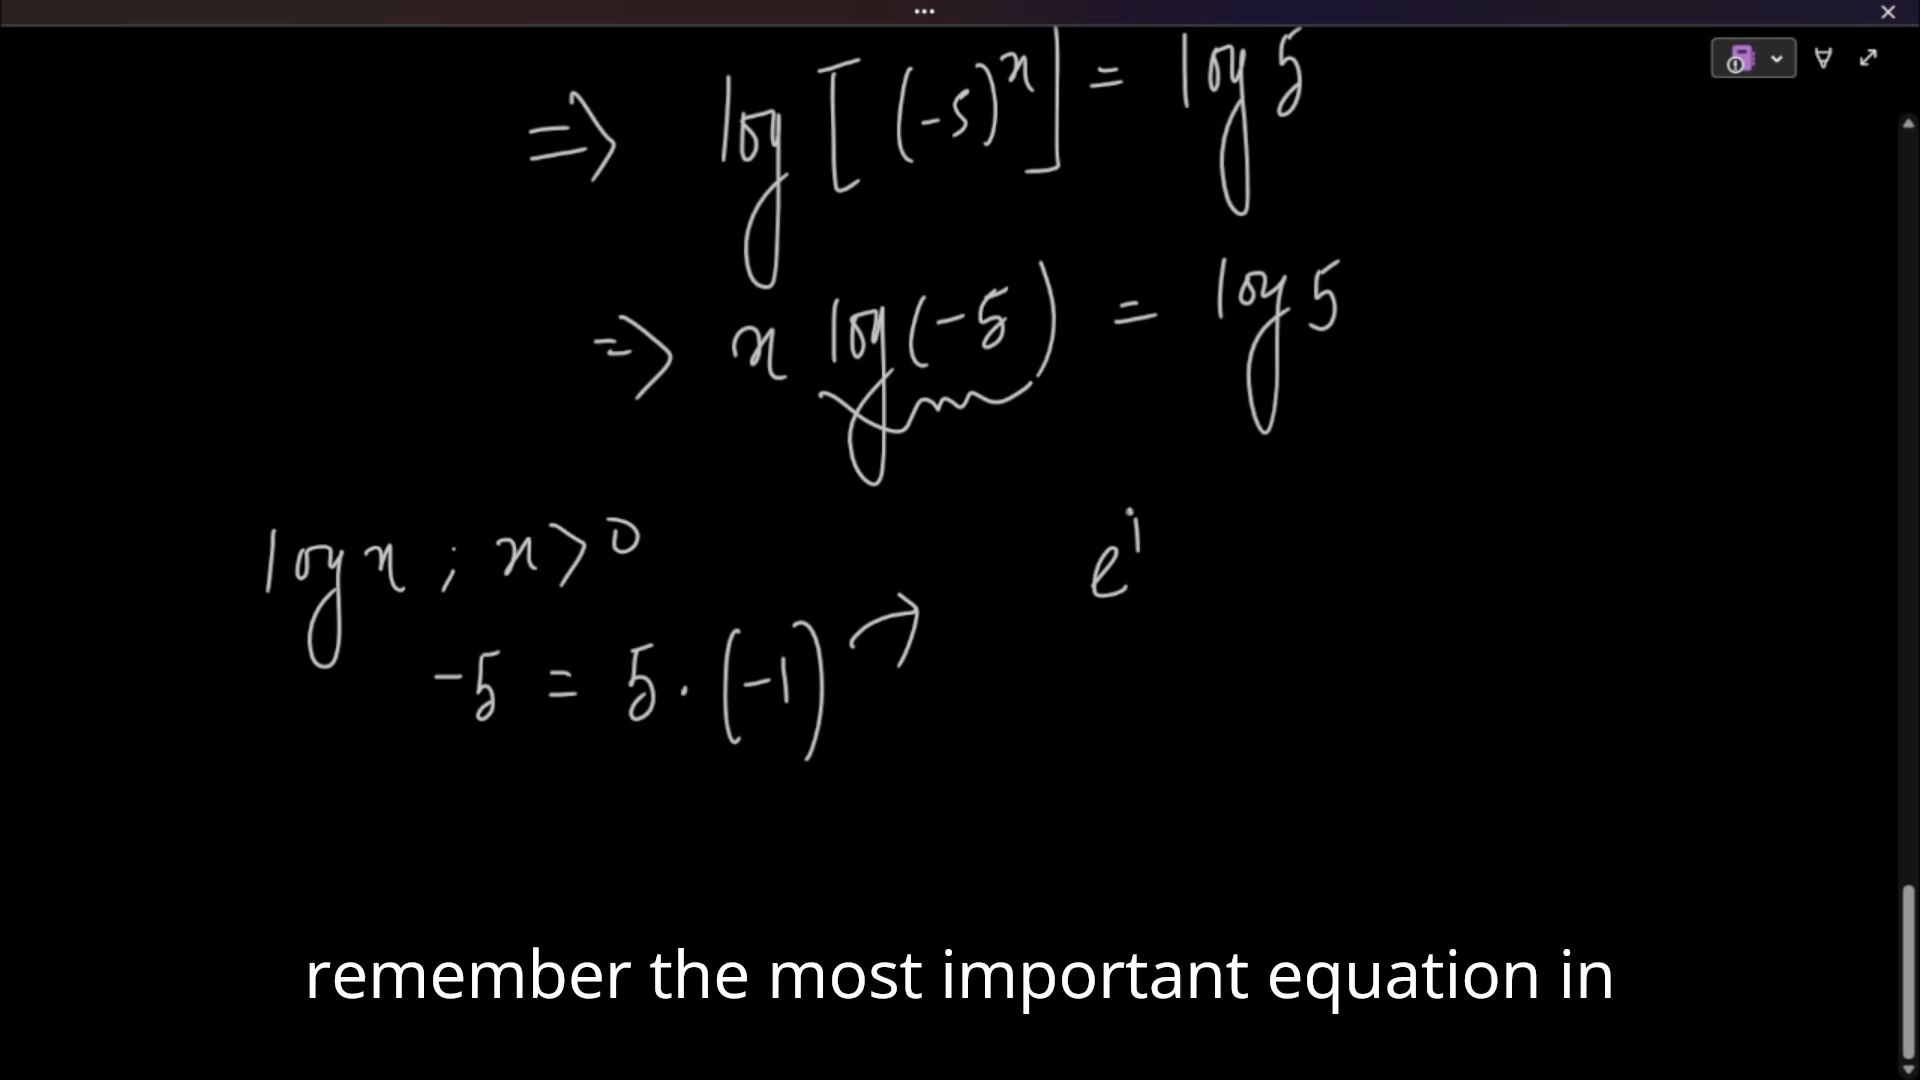 ...
=> log [ (-5)^x ] = log 5
=> x log (-5) = log 5
log x ; x > 0
e^i
-5 = 5 · (-1) →
remember the most important equation in